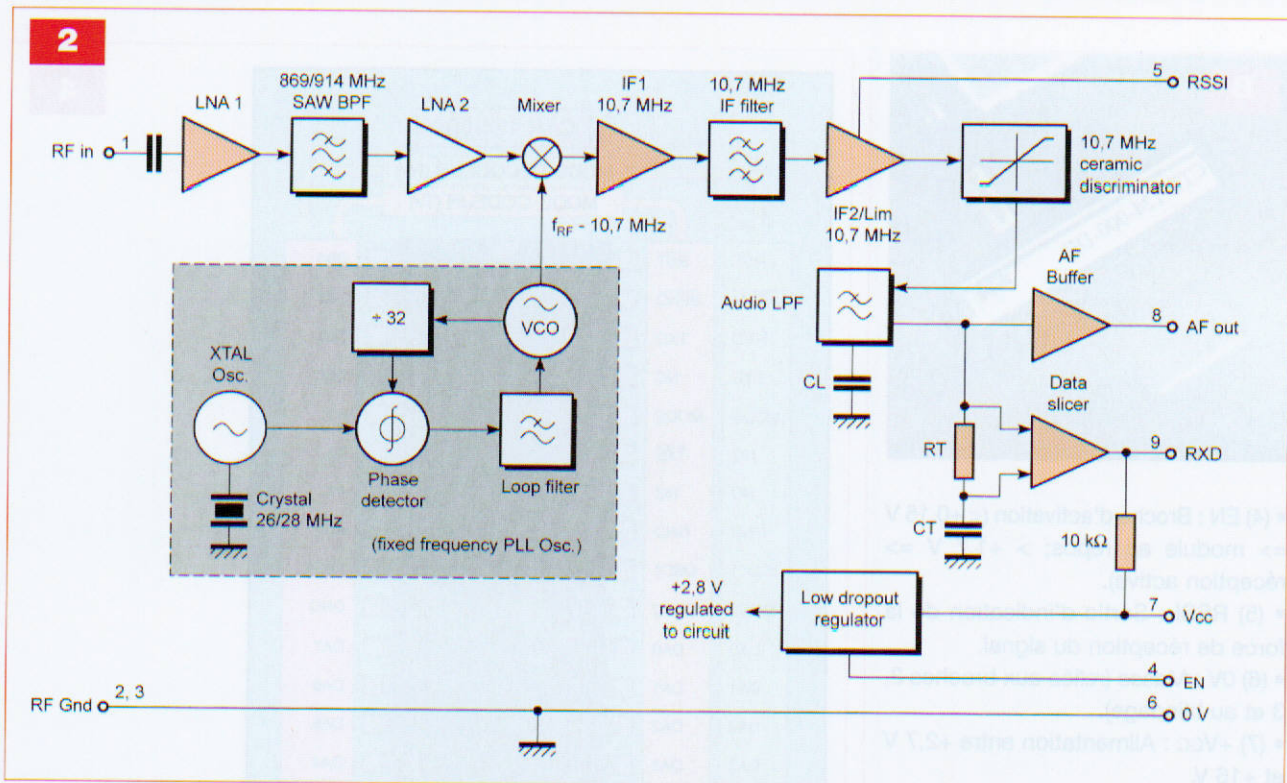 2
869/914 MHz
SAW BPF
LNA 1
LNA 2
Mixer
IF1
10,7 MHz
10,7 MHz
IF filter
5
RSSI
RF in
1
10,7 MHz
ceramic
discriminator
fRF - 10,7 MHz
IF2/Lim
10,7 MHz
AF
Buffer
Audio LPF
÷ 32
VCO
8
AF out
XTAL
Osc.
CL
Data
slicer
RT
9
RXD
Phase
detector
Loop filter
Crystal
26/28 MHz
CT
10 kΩ
(fixed frequency PLL Osc.)
+2,8 V
regulated
to circuit
Low dropout
regulator
7
Vcc
4
EN
RF Gnd
2, 3
6
0 V